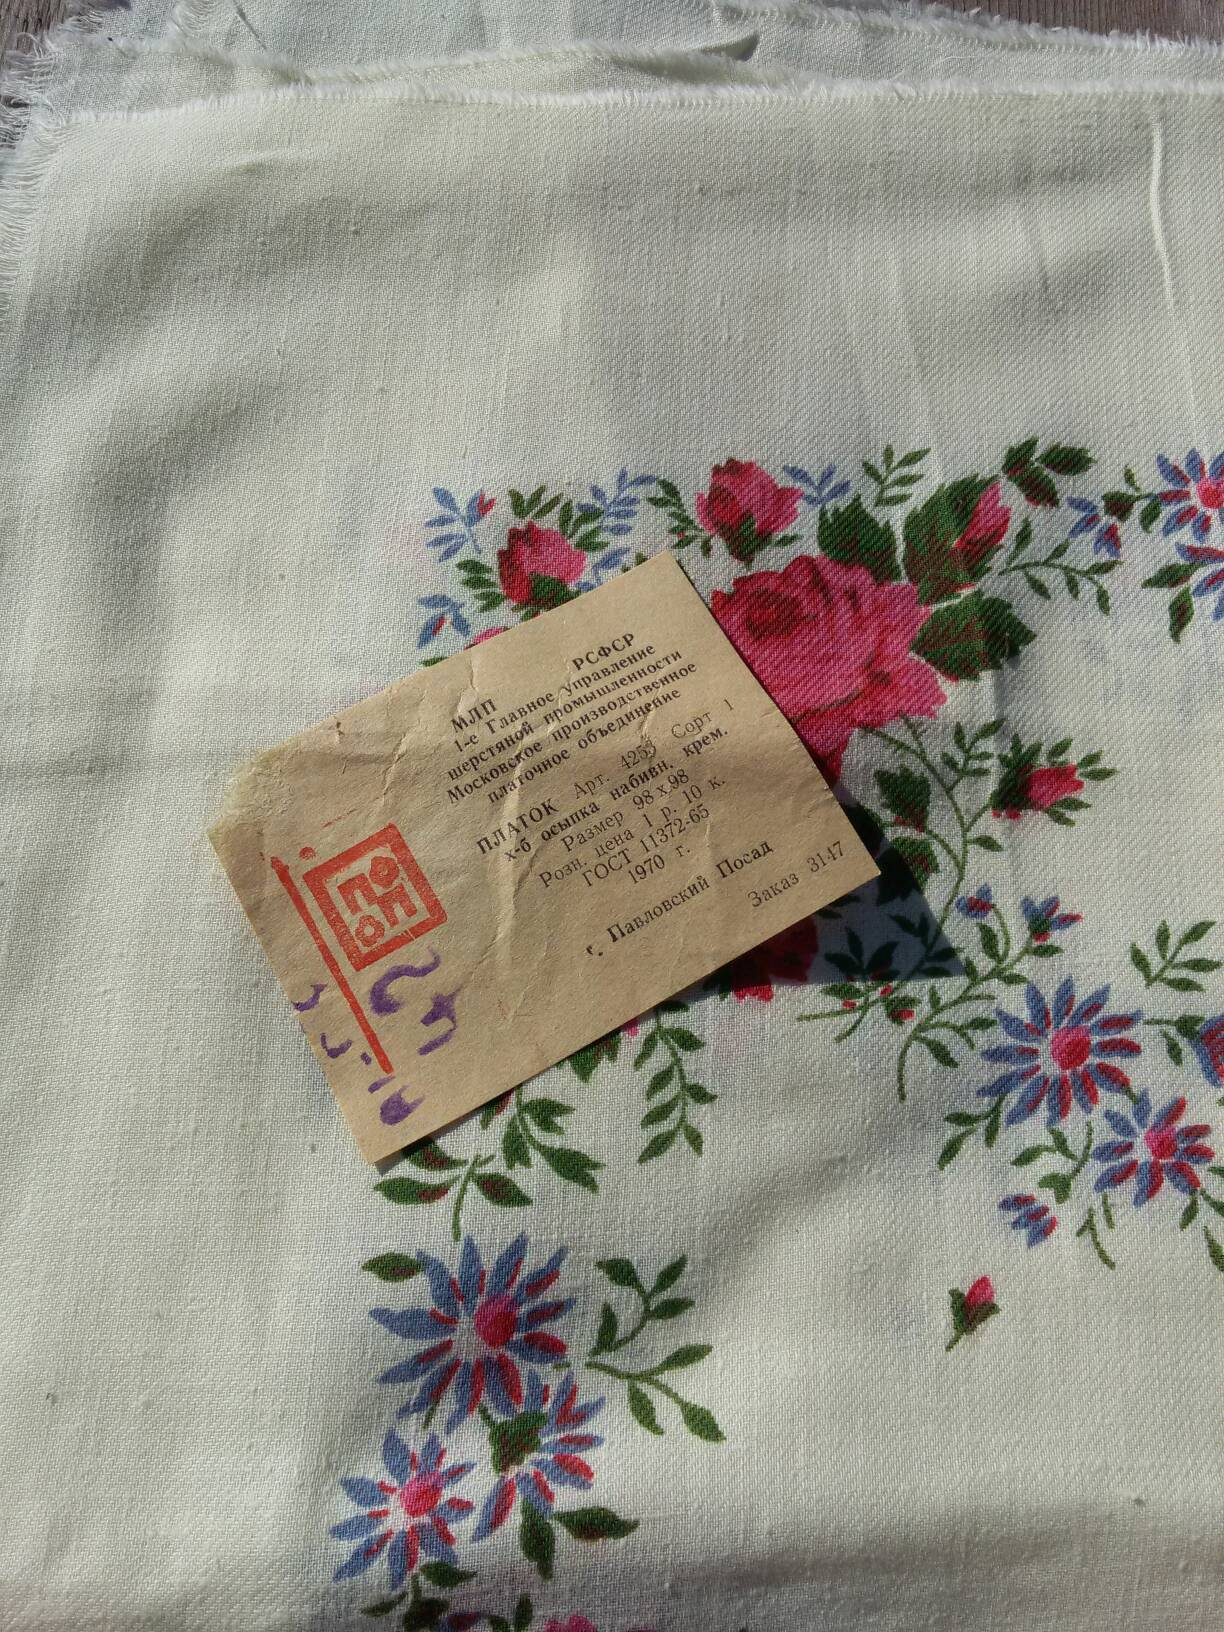 МЛП РСФСР
1-е Главное управление
шерстяной промышленности
Московское производственное
платочное объединение
ПЛАТОК Арт. 4253 Сорт 1
х-б осыпка набивн. крем.
Размер 98 х 98
Розн. цена 1 р. 10 к.
ГОСТ 11372-65
1970 г.
г. Павловский Посад
Заказ 3147